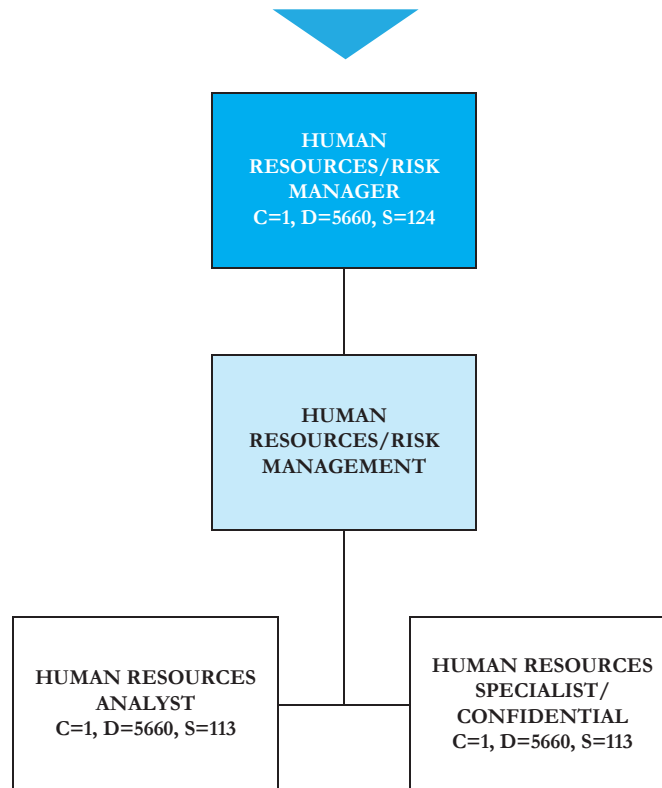 HUMAN
RESOURCES/RISK
MANAGER
C=1, D=5660, S=124
HUMAN
RESOURCES/RISK
MANAGEMENT
HUMAN RESOURCES
ANALYST
C=1, D=5660, S=113
HUMAN RESOURCES
SPECIALIST/
CONFIDENTIAL
C=1, D=5660, S=113